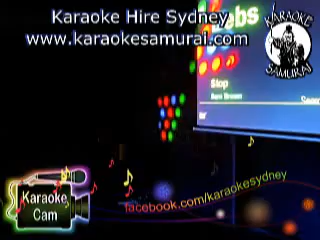 Karaoke Hire Sydney
www.karaokesamurai.com
KARAOKE
SAMURAI
Stop
Karaoke
Cam
facebook.com/karaokesydney